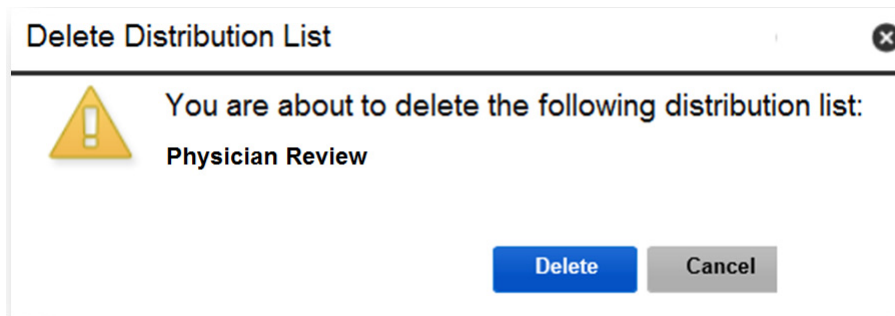 Delete Distribution List
You are about to delete the following distribution list:
Physician Review
Delete Cancel